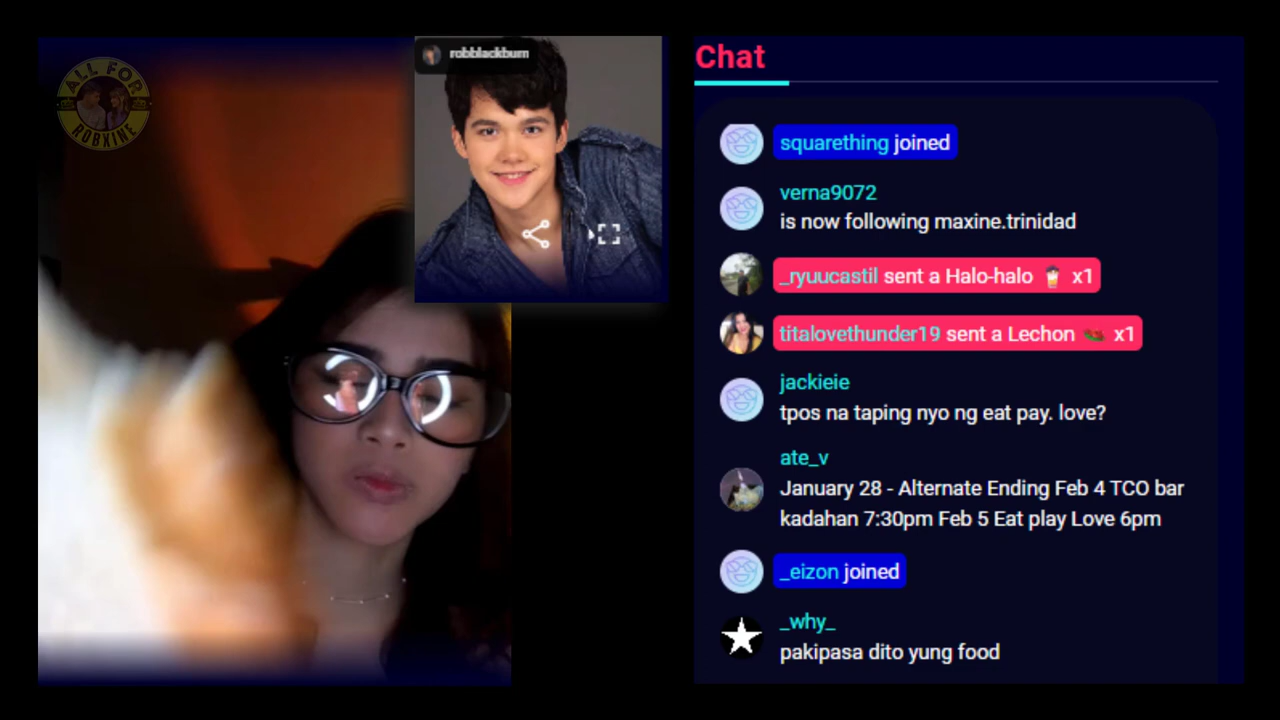 ALL FOR
ROBXINE
robblackburn
Chat
squarething joined
verna9072
is now following maxine.trinidad
_ryuucastil sent a Halo-halo x1
titalovethunder19 sent a Lechon x1
jackieie
tpos na taping nyo ng eat pay. love?
ate_v
January 28 - Alternate Ending Feb 4 TCO bar
kadahan 7:30pm Feb 5 Eat play Love 6pm
_eizon joined
_why_
pakipasa dito yung food